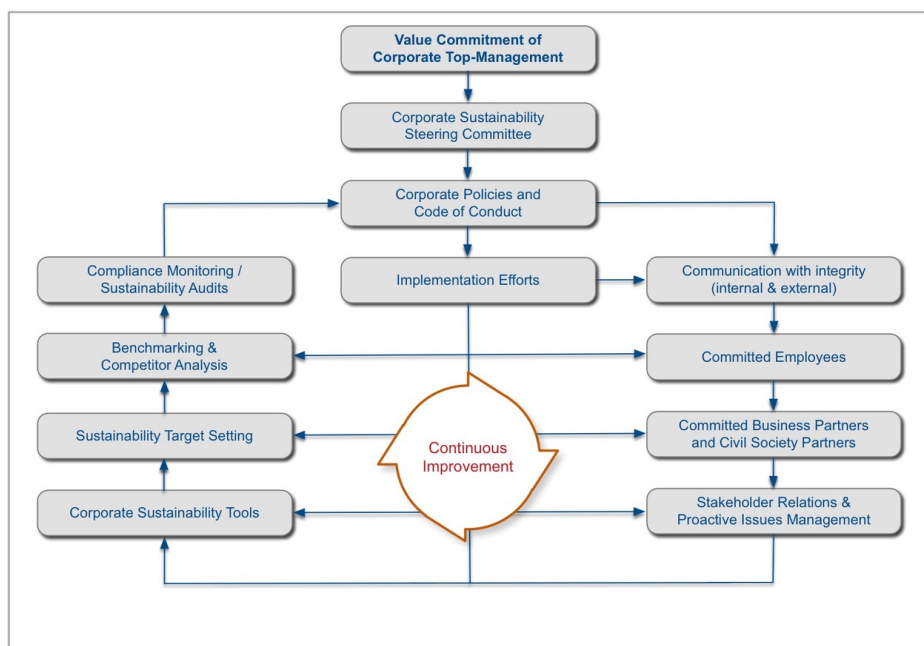 Value Commitment of
Corporate Top-Management
Corporate Sustainability
Steering Committee
Corporate Policies and
Code of Conduct
Compliance Monitoring /
Sustainability Audits
Implementation Efforts
Communication with integrity
(internal & external)
Benchmarking &
Competitor Analysis
Committed Employees
Sustainability Target Setting
Continuous
Improvement
Committed Business Partners
and Civil Society Partners
Corporate Sustainability Tools
Stakeholder Relations &
Proactive Issues Management